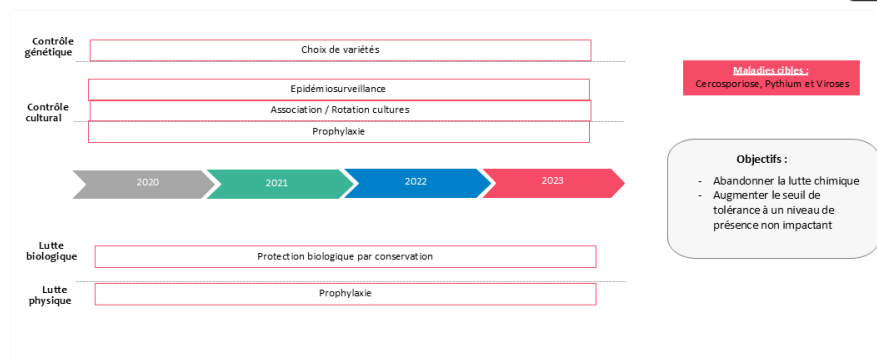 Contrôle
génétique
Choix de variétés
Maladies cibles :
Cercosporiose, Pythium et Viroses
Epidémiosurveillance
Contrôle
cultural
Association / Rotation cultures
Prophylaxie
Objectifs :
- Abandonner la lutte chimique
- Augmenter le seuil de
tolérance à un niveau de
présence non impactant
2020
2021
2022
2023
Lutte
biologique
Protection biologique par conservation
Lutte
physique
Prophylaxie